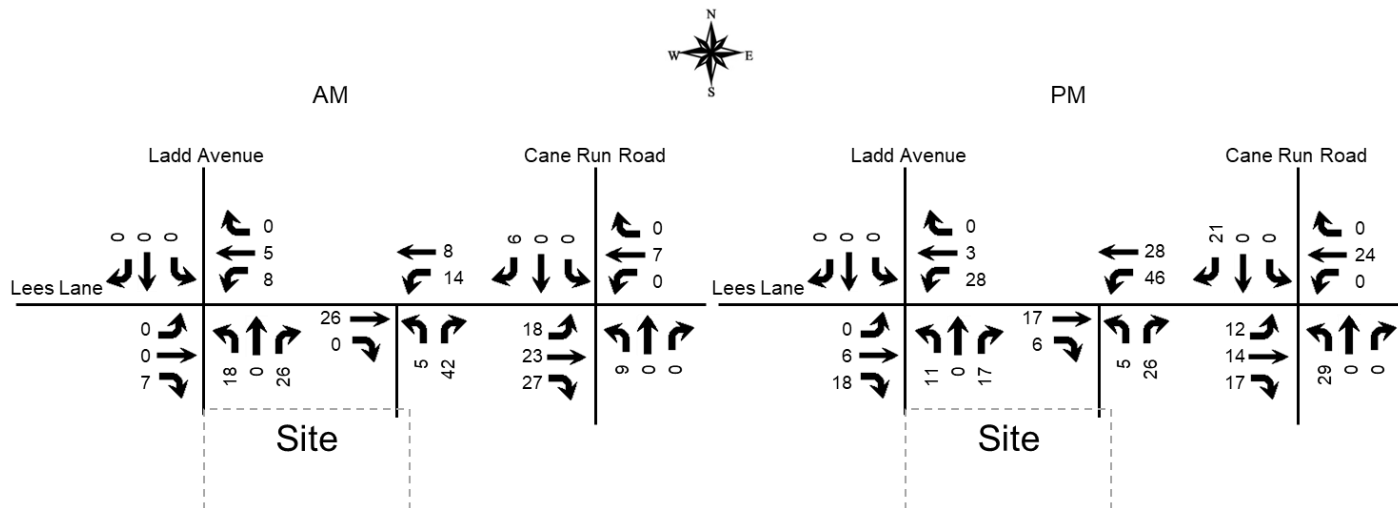 N
W E
S
AM PM
Ladd Avenue Cane Run Road Ladd Avenue Cane Run Road
0 0 0 0 6 0 0 0 0 0 0 0 21 0 0 0
5 8 7 3 28 24
8 14 0 28 46 0
Lees Lane Lees Lane
0 26 18 0 17 12
0 0 23 6 6 14
7 27 18 17
18 0 26 5 42 9 0 0 11 0 17 5 26 29 0 0
Site Site